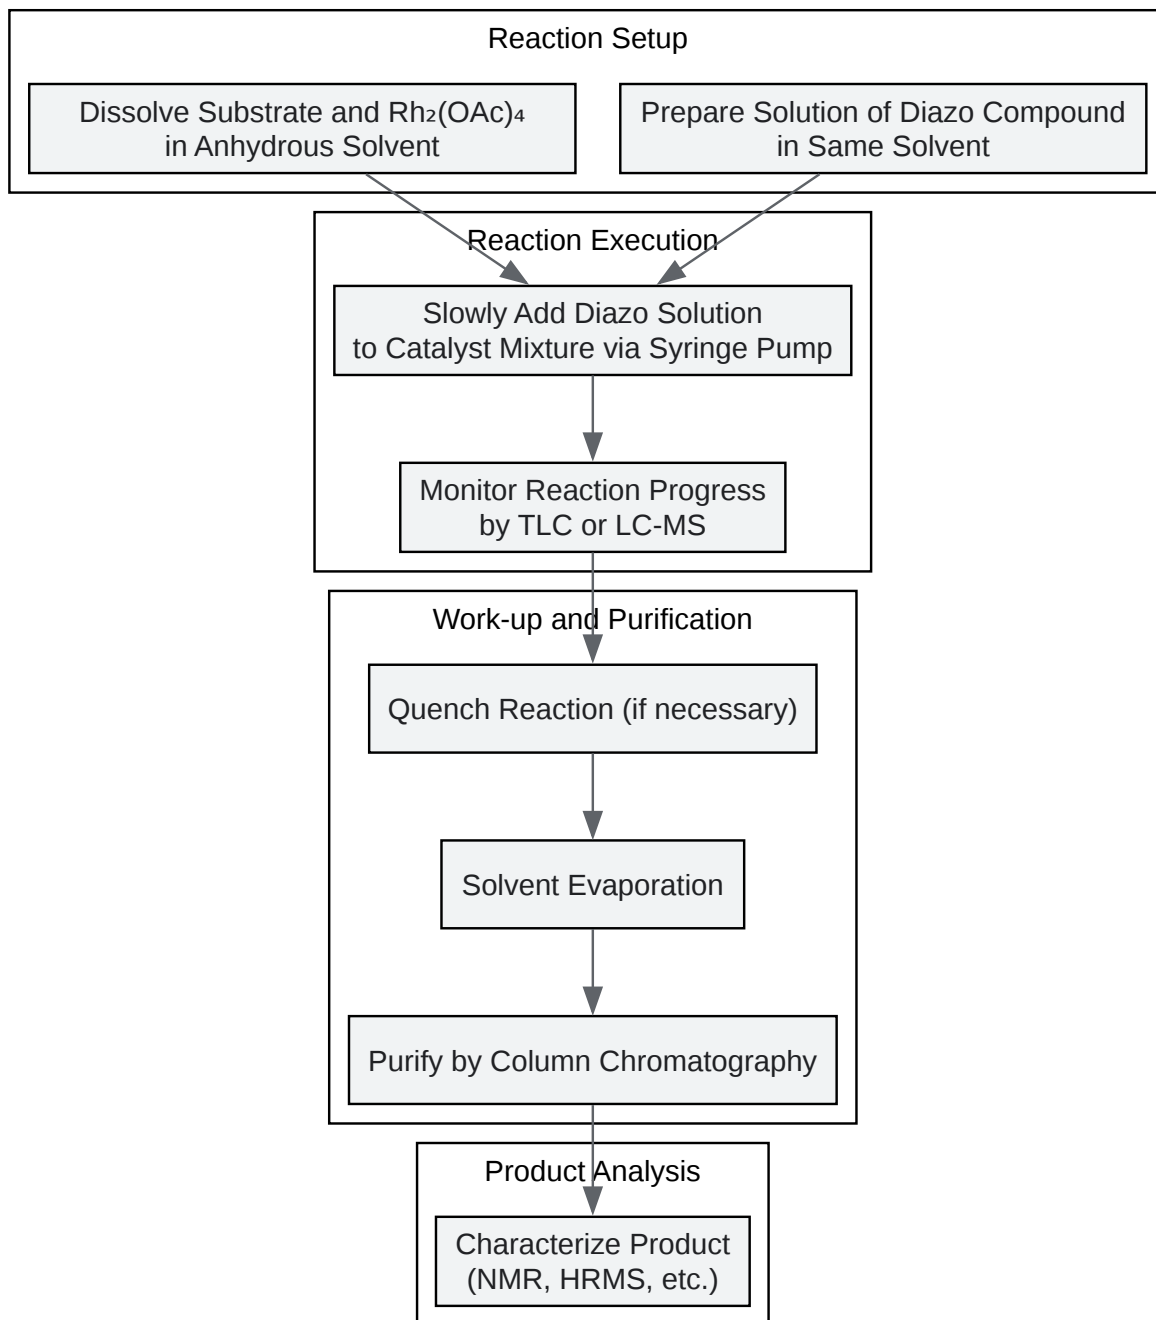 Reaction Setup
Dissolve Substrate and Rh₂(OAc)₄
in Anhydrous Solvent
Prepare Solution of Diazo Compound
in Same Solvent
Reaction Execution
Slowly Add Diazo Solution
to Catalyst Mixture via Syringe Pump
Monitor Reaction Progress
by TLC or LC-MS
Work-up and Purification
Quench Reaction (if necessary)
Solvent Evaporation
Purify by Column Chromatography
Product Analysis
Characterize Product
(NMR, HRMS, etc.)